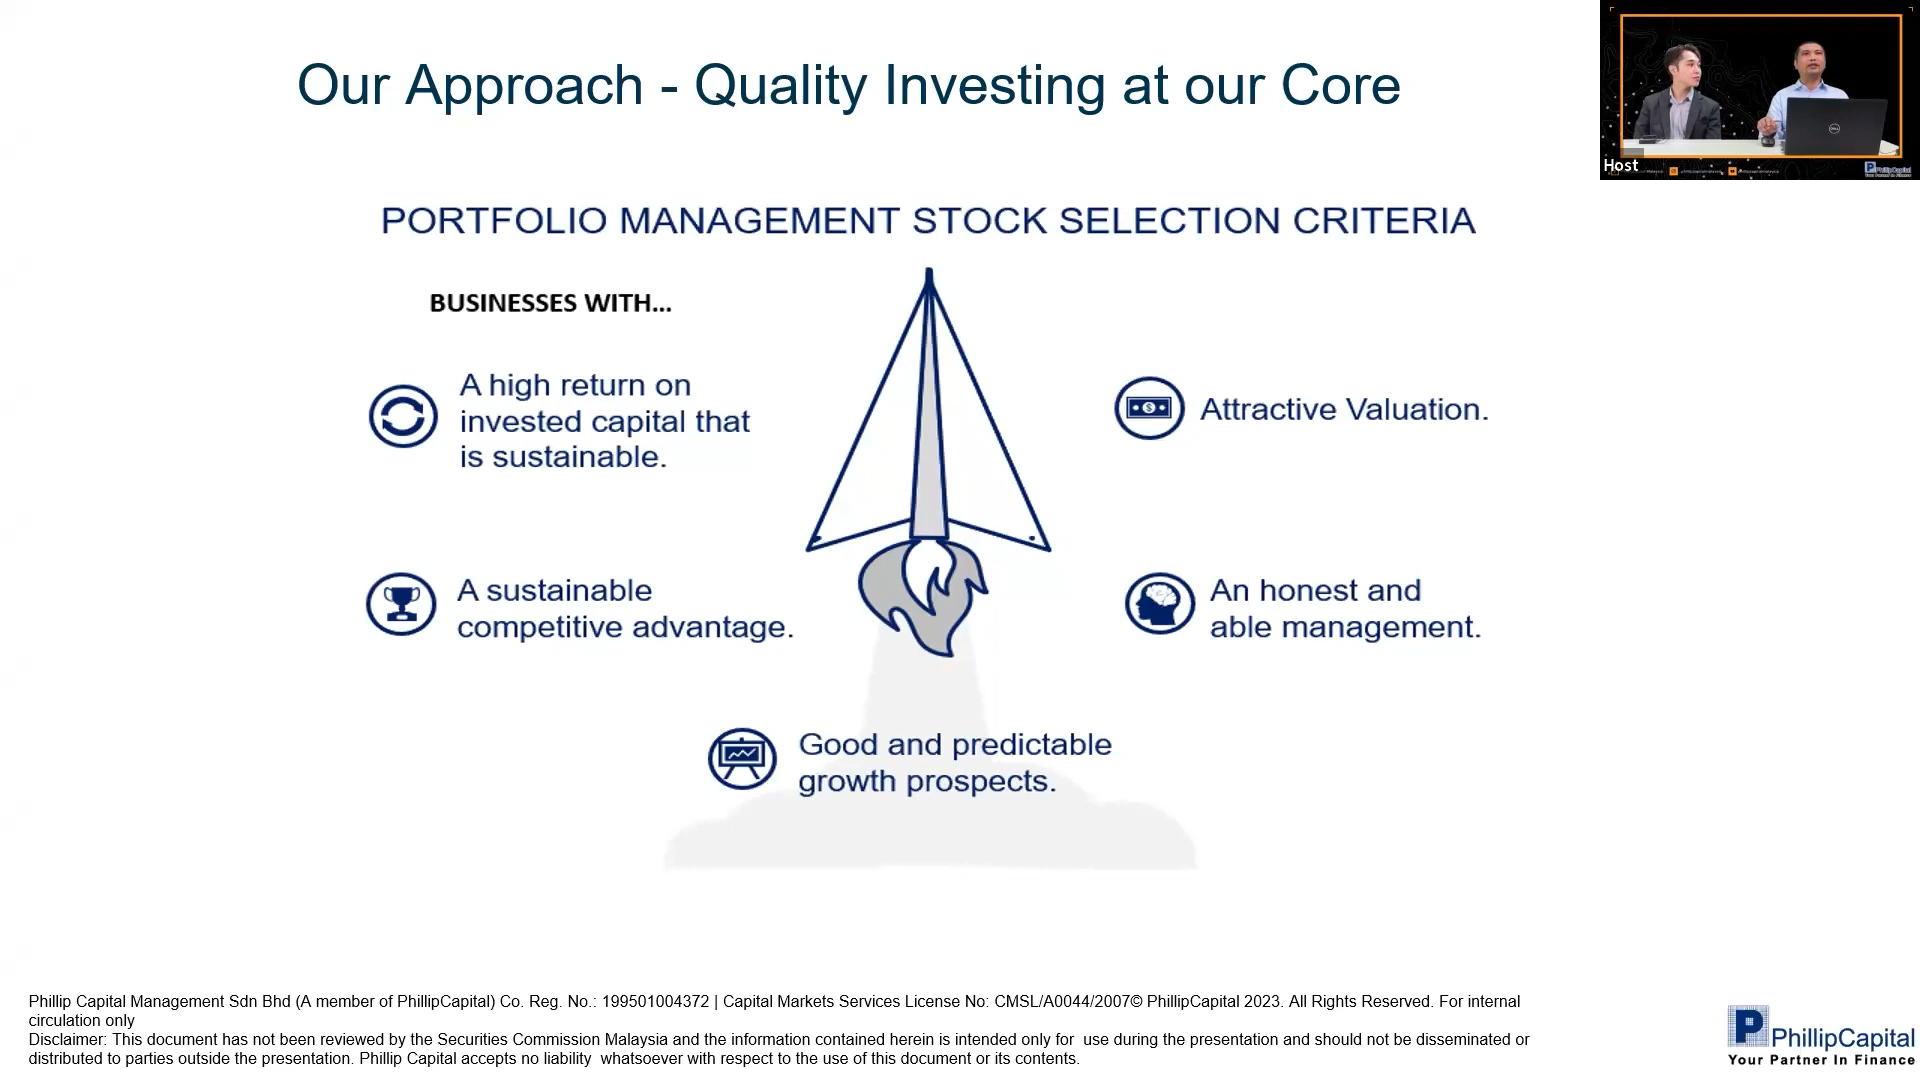 Our Approach - Quality Investing at our Core
Host
PhillipCapital
PORTFOLIO MANAGEMENT STOCK SELECTION CRITERIA
BUSINESSES WITH...
A high return on
invested capital that
is sustainable.
Attractive Valuation.
A sustainable
competitive advantage.
An honest and
able management.
Good and predictable
growth prospects.
Phillip Capital Management Sdn Bhd (A member of PhillipCapital) Co. Reg. No.: 199501004372 | Capital Markets Services License No: CMSL/A0044/2007© PhillipCapital 2023. All Rights Reserved. For internal
circulation only
Disclaimer: This document has not been reviewed by the Securities Commission Malaysia and the information contained herein is intended only for use during the presentation and should not be disseminated or
distributed to parties outside the presentation. Phillip Capital accepts no liability whatsoever with respect to the use of this document or its contents.
PhillipCapital
Your Partner In Finance